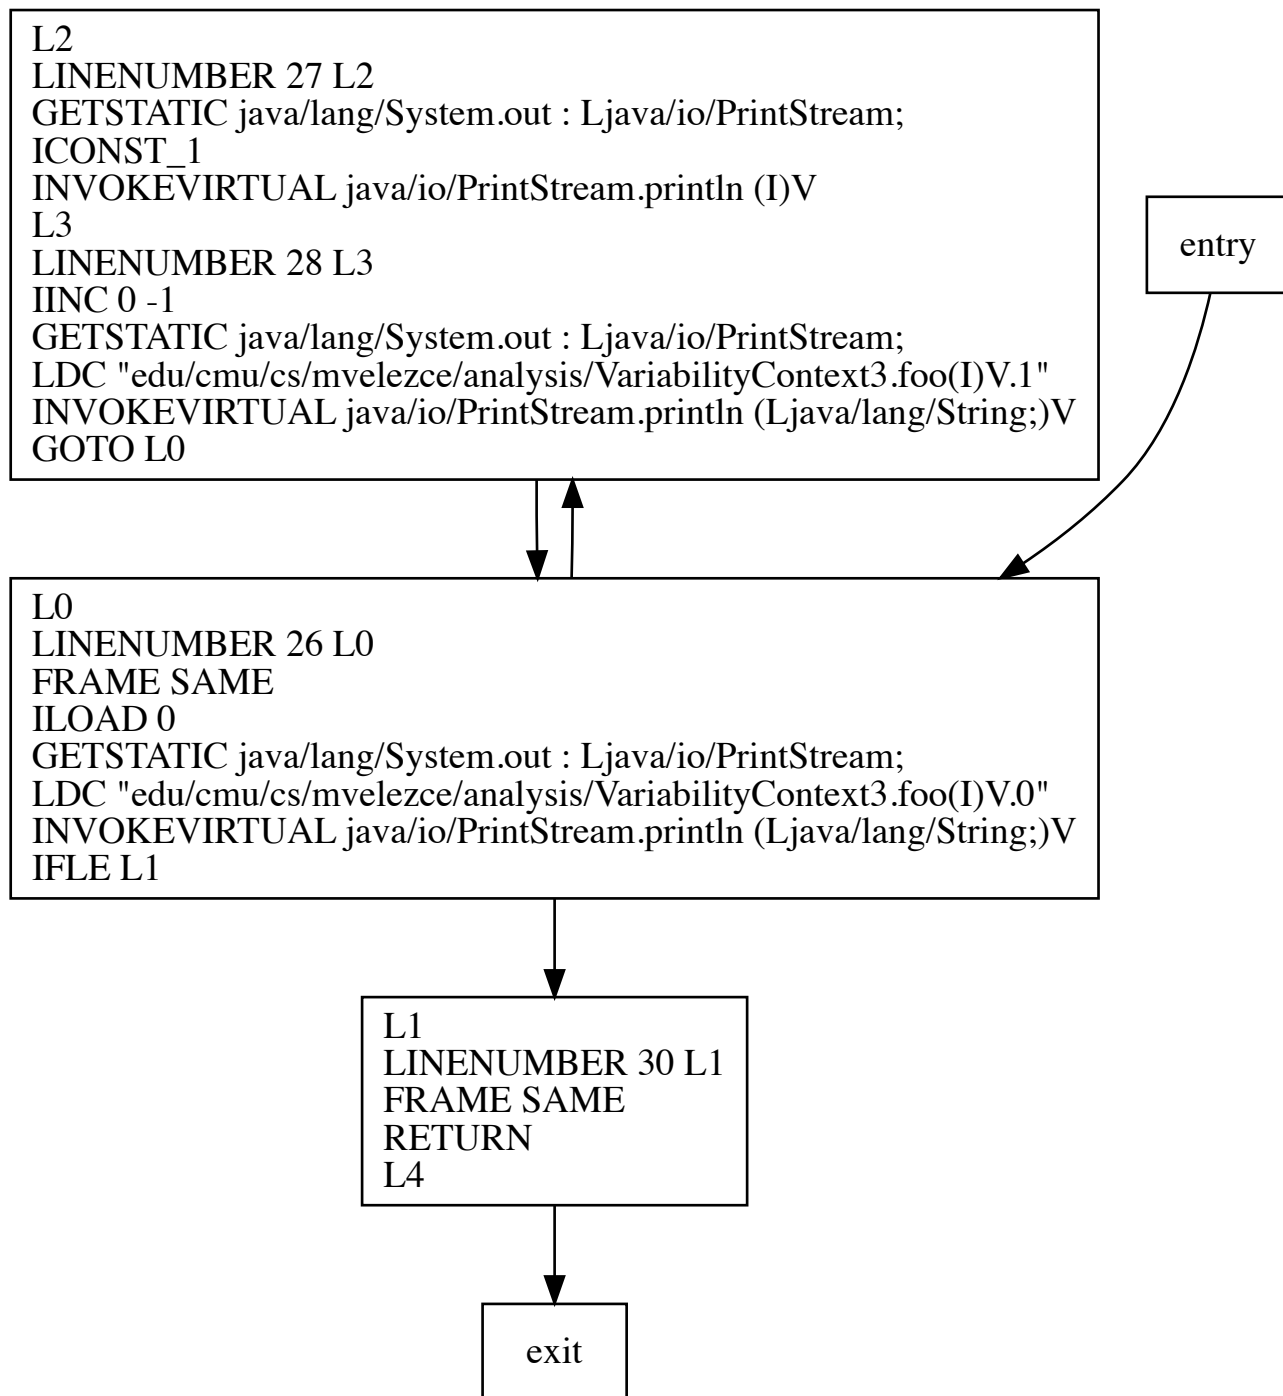 L2
LINENUMBER 27 L2
GETSTATIC java/lang/System.out : Ljava/io/PrintStream;
ICONST_1
INVOKEVIRTUAL java/io/PrintStream.println (I)V
L3
LINENUMBER 28 L3
IINC 0 -1
GETSTATIC java/lang/System.out : Ljava/io/PrintStream;
LDC "edu/cmu/cs/mvelezce/analysis/VariabilityContext3.foo(I)V.1"
INVOKEVIRTUAL java/io/PrintStream.println (Ljava/lang/String;)V
GOTO L0
entry
L0
LINENUMBER 26 L0
FRAME SAME
ILOAD 0
GETSTATIC java/lang/System.out : Ljava/io/PrintStream;
LDC "edu/cmu/cs/mvelezce/analysis/VariabilityContext3.foo(I)V.0"
INVOKEVIRTUAL java/io/PrintStream.println (Ljava/lang/String;)V
IFLE L1
L1
LINENUMBER 30 L1
FRAME SAME
RETURN
L4
exit